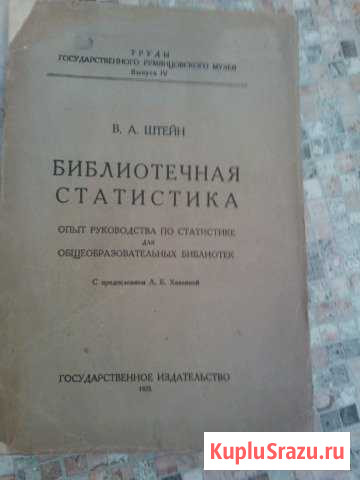 ТРУДЫ
ГОСУДАРСТВЕННОГО РУМЯНЦОВСКОГО МУЗЕЯ
Выпуск IV
В. А. ШТЕЙН
БИБЛИОТЕЧНАЯ
СТАТИСТИКА
ОПЫТ РУКОВОДСТВА ПО СТАТИСТИКЕ
для
ОБЩЕОБРАЗОВАТЕЛЬНЫХ БИБЛИОТЕК
С предисловием Л. Б. Хавкиной
ГОСУДАРСТВЕННОЕ ИЗДАТЕЛЬСТВО
KupluSrazu.ru